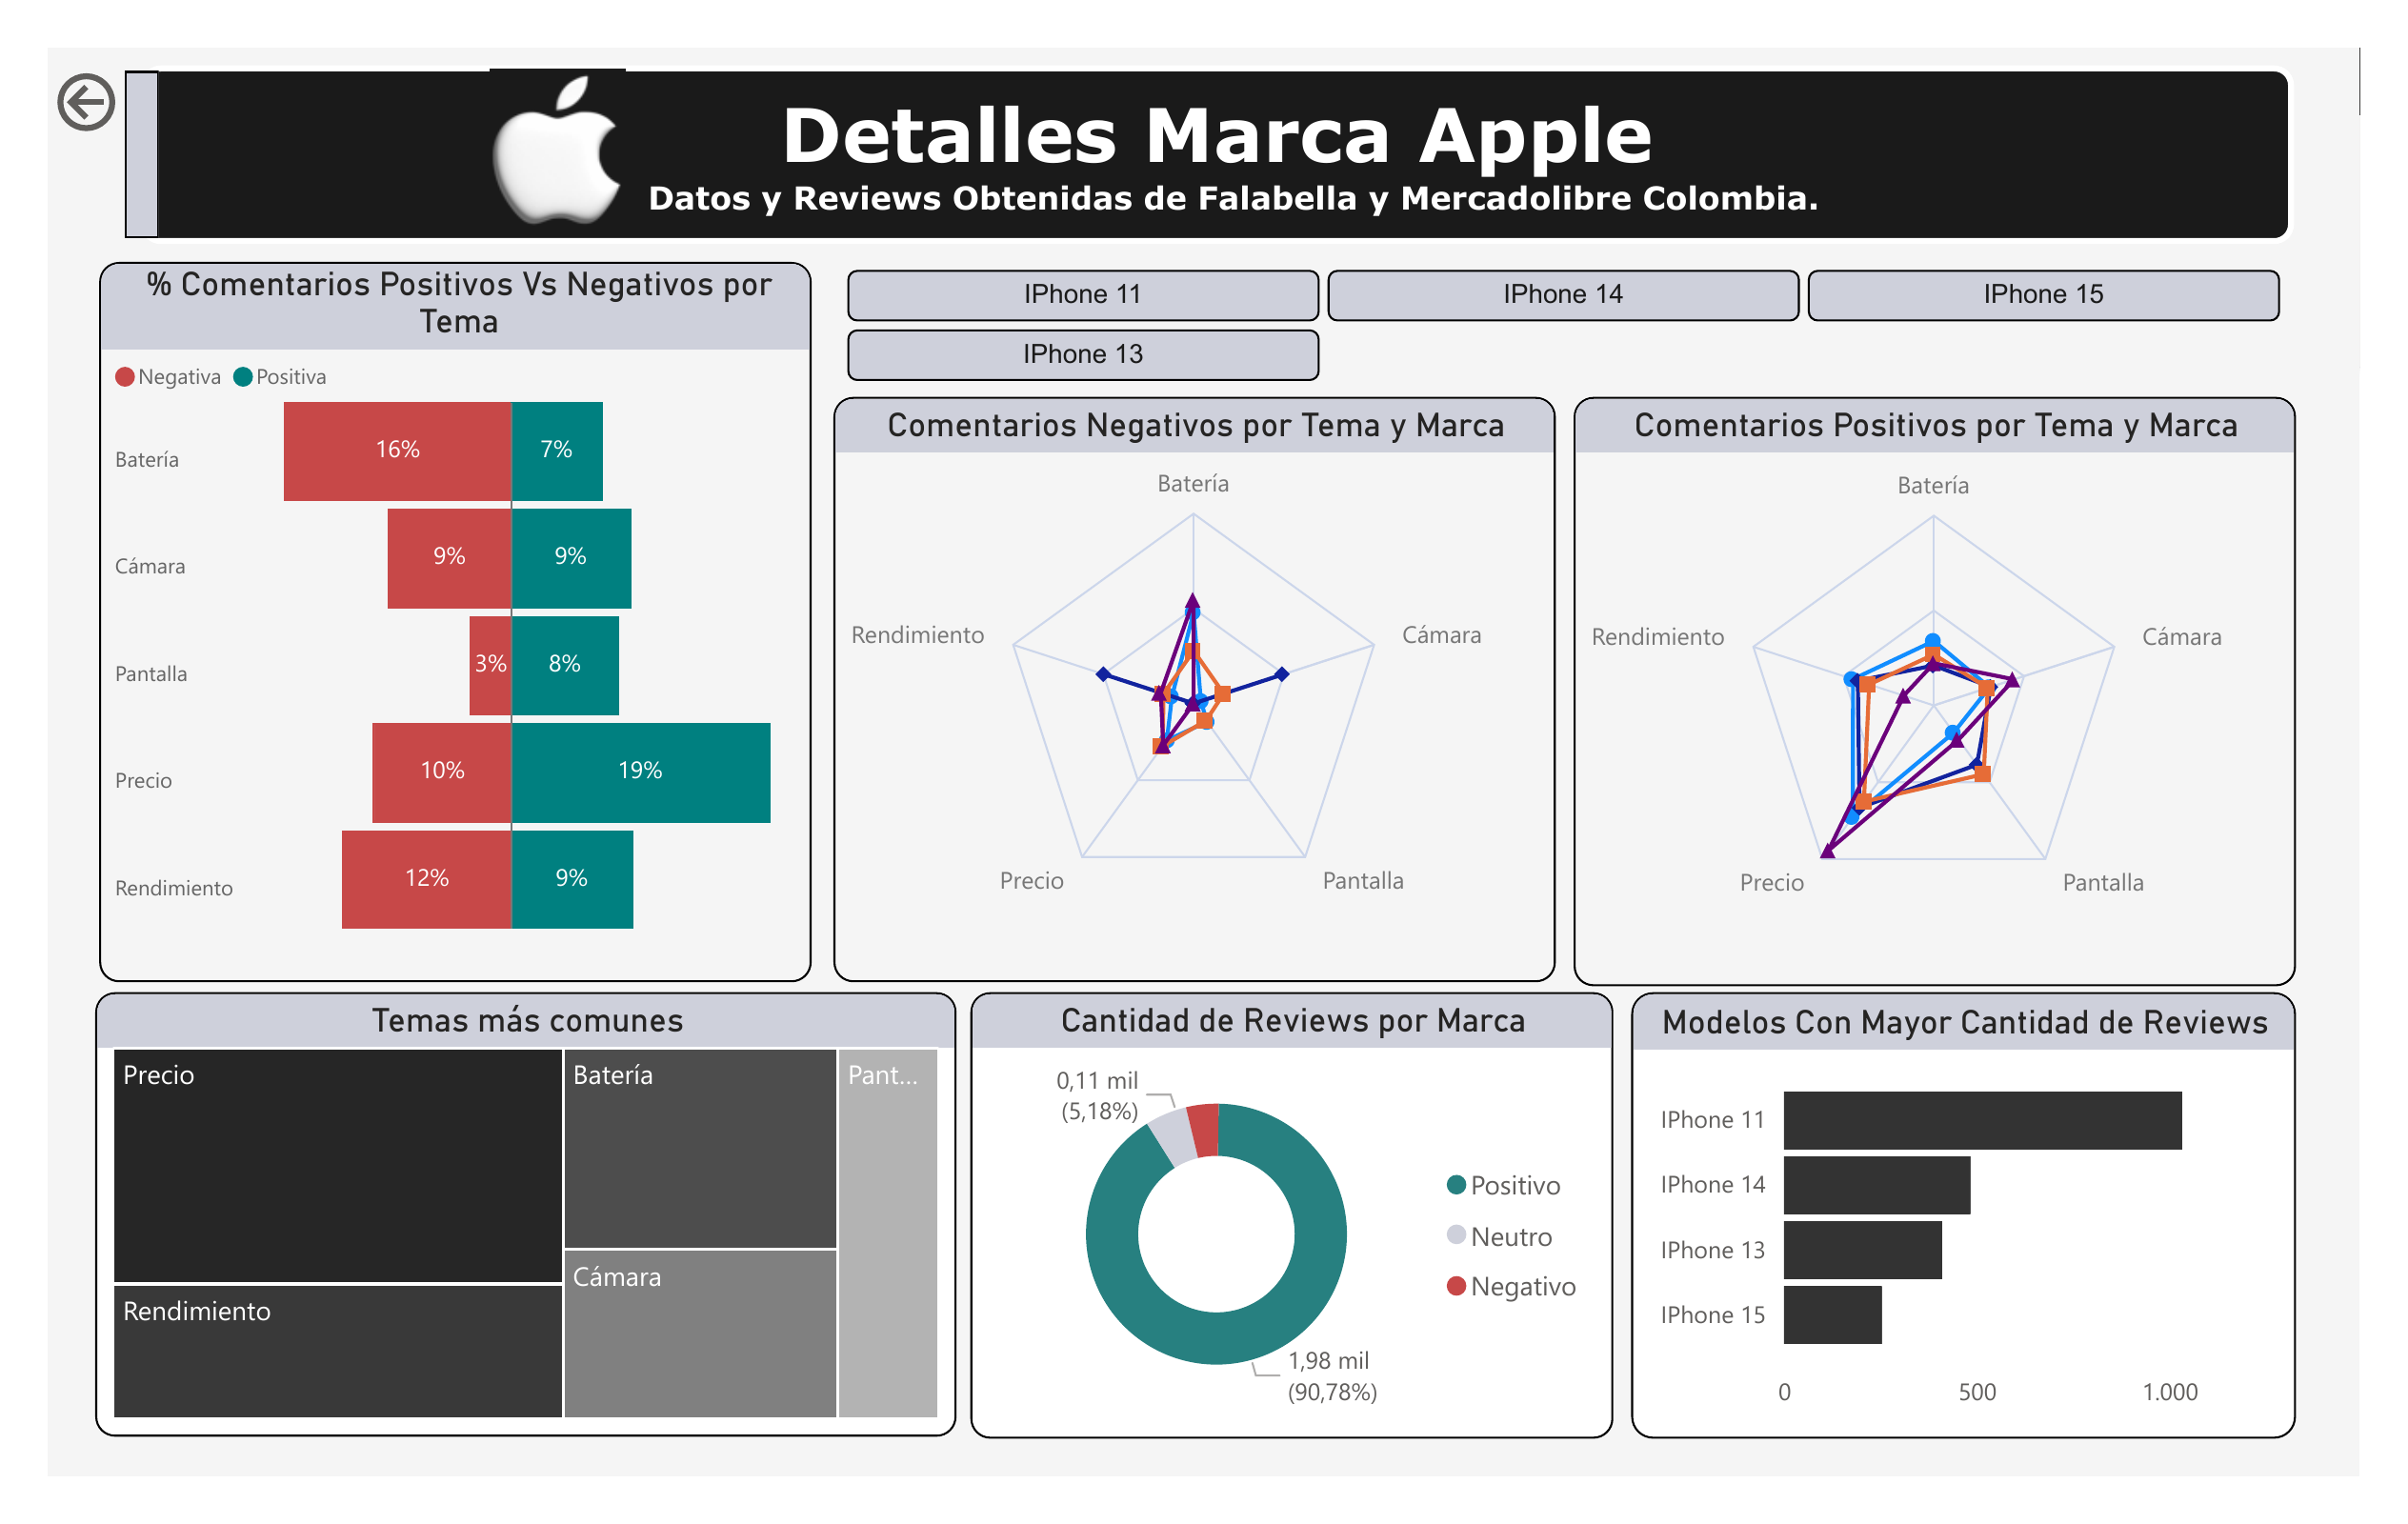 Detalles Marca Apple
Datos y Reviews Obtenidas de Falabella y Mercadolibre Colombia.
% Comentarios Positivos Vs Negativos por
Tema
Negativa Positiva
Batería 16% 7%
Cámara 9% 9%
Pantalla 3% 8%
Precio 10% 19%
Rendimiento 12% 9%
IPhone 11
IPhone 14
IPhone 15
IPhone 13
Comentarios Negativos por Tema y Marca
Batería
Rendimiento
Cámara
Precio
Pantalla
Comentarios Positivos por Tema y Marca
Batería
Rendimiento
Cámara
Precio
Pantalla
Temas más comunes
Precio
Batería
Pant...
Rendimiento
Cámara
Cantidad de Reviews por Marca
0,11 mil
(5,18%)
Positivo
Neutro
Negativo
1,98 mil
(90,78%)
Modelos Con Mayor Cantidad de Reviews
IPhone 11
IPhone 14
IPhone 13
IPhone 15
0 500 1.000